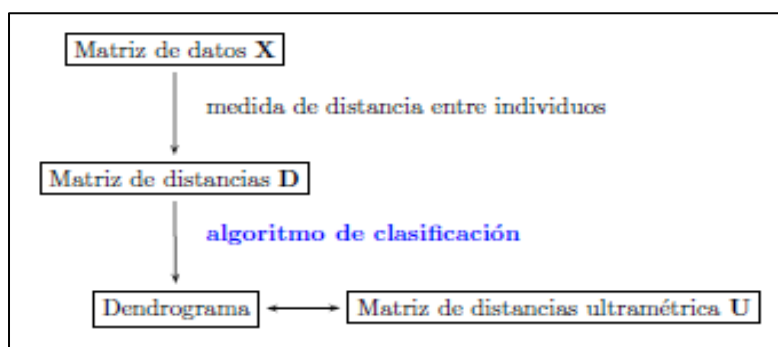 Matriz de datos X
medida de distancia entre individuos
Matriz de distancias D
algoritmo de clasificación
Dendrograma
Matriz de distancias ultramétrica U